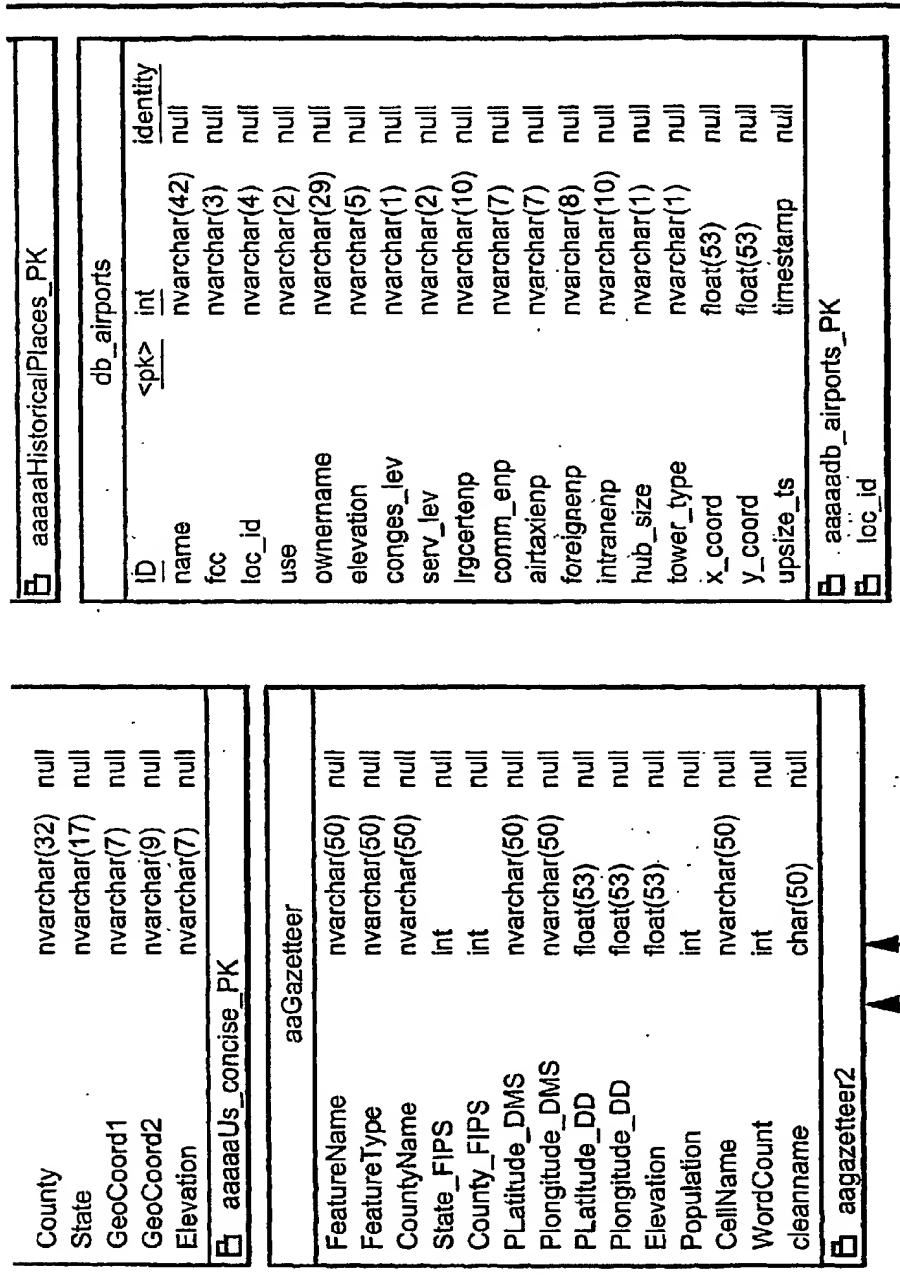 County nvarchar(32) null
State nvarchar(17) null
GeoCoord1 nvarchar(7) null
GeoCoord2 nvarchar(9) null
Elevation nvarchar(7) null
aaaaaUs_concise_PK
aaGazetteer
FeatureName nvarchar(50) null
FeatureType nvarchar(50) null
CountyName nvarchar(50) null
State_FIPS int null
County_FIPS int null
PLatitude_DMS nvarchar(50) null
Plongitude_DMS nvarchar(50) null
PLatitude_DD float(53) null
Plongitude_DD float(53) null
Elevation float(53) null
Population int null
CellName nvarchar(50) null
WordCount int null
cleanname char(50) null
aagazetteer2
aaaaaHistoricalPlaces_PK
db_airports
ID <pk> int identity
name nvarchar(42) null
fcc nvarchar(3) null
loc_id nvarchar(4) null
use nvarchar(2) null
ownername nvarchar(29) null
elevation nvarchar(5) null
conges_lev nvarchar(1) null
serv_lev nvarchar(2) null
lrgcertenp nvarchar(10) null
comm_enp nvarchar(7) null
airtaxienp nvarchar(7) null
foreignenp nvarchar(8) null
intranenp nvarchar(10) null
hub_size nvarchar(1) null
tower_type nvarchar(1) null
x_coord float(53) null
y_coord float(53) null
upsize_ts timestamp null
aaaaadb_airports_PK
loc_id